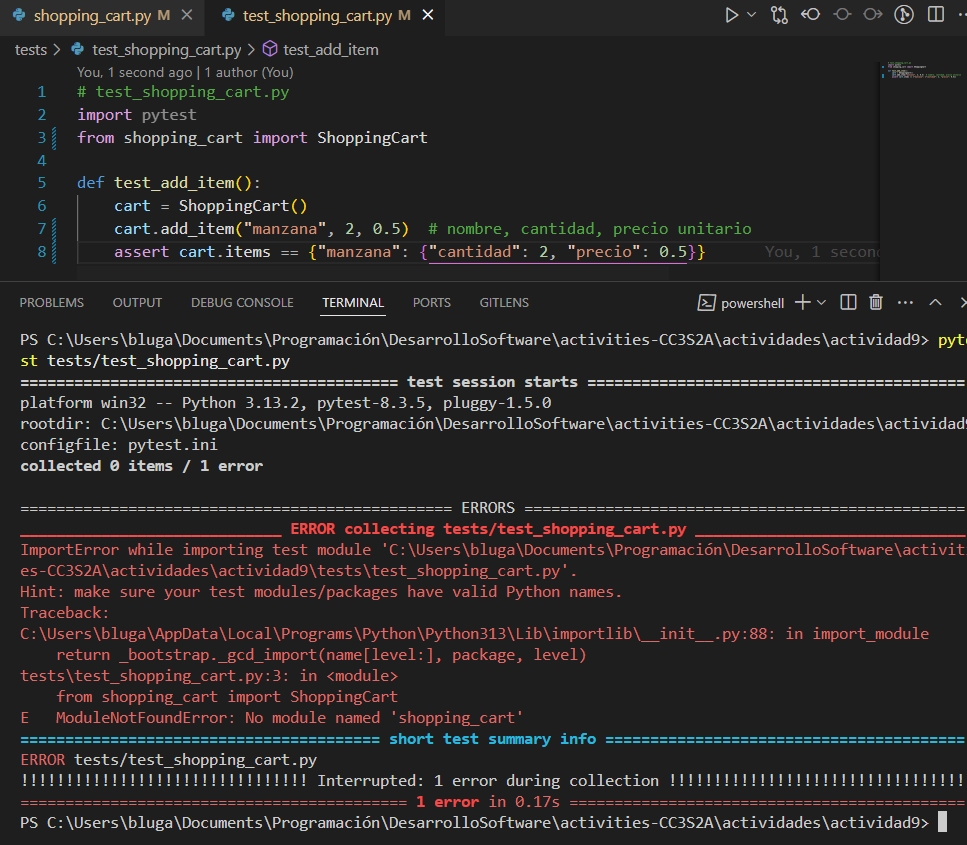 shopping_cart.py M
test_shopping_cart.py M
tests > test_shopping_cart.py > test_add_item
You, 1 second ago | 1 author (You)
1 # test_shopping_cart.py
2 import pytest
3 from shopping_cart import ShoppingCart
4
5 def test_add_item():
6 cart = ShoppingCart()
7 cart.add_item("manzana", 2, 0.5)  # nombre, cantidad, precio unitario
8 assert cart.items == {"manzana": {"cantidad": 2, "precio": 0.5}} You, 1 secon
PROBLEMS OUTPUT DEBUG CONSOLE TERMINAL PORTS GITLENS powershell
PS C:\Users\bluga\Documents\Programación\DesarrolloSoftware\activities-CC3S2A\actividades\actividad9> pyte
st tests/test_shopping_cart.py
========================================= test session starts =========================================
platform win32 -- Python 3.13.2, pytest-8.3.5, pluggy-1.5.0
rootdir: C:\Users\bluga\Documents\Programación\DesarrolloSoftware\activities-CC3S2A\actividades\actividad9
configfile: pytest.ini
collected 0 items / 1 error
=============================================== ERRORS ================================================
____________________________ ERROR collecting tests/test_shopping_cart.py _____________________________
ImportError while importing test module 'C:\Users\bluga\Documents\Programación\DesarrolloSoftware\activit
es-CC3S2A\actividades\actividad9\tests\test_shopping_cart.py'.
Hint: make sure your test modules/packages have valid Python names.
Traceback:
C:\Users\bluga\AppData\Local\Programs\Python\Python313\Lib\importlib\__init__.py:88: in import_module
return _bootstrap._gcd_import(name[level:], package, level)
tests\test_shopping_cart.py:3: in <module>
from shopping_cart import ShoppingCart
E   ModuleNotFoundError: No module named 'shopping_cart'
======================================= short test summary info =======================================
ERROR tests/test_shopping_cart.py
!!!!!!!!!!!!!!!!!!!!!!!!!!!!!!! Interrupted: 1 error during collection !!!!!!!!!!!!!!!!!!!!!!!!!!!!!!!!
========================================== 1 error in 0.17s ===========================================
PS C:\Users\bluga\Documents\Programación\DesarrolloSoftware\activities-CC3S2A\actividades\actividad9>